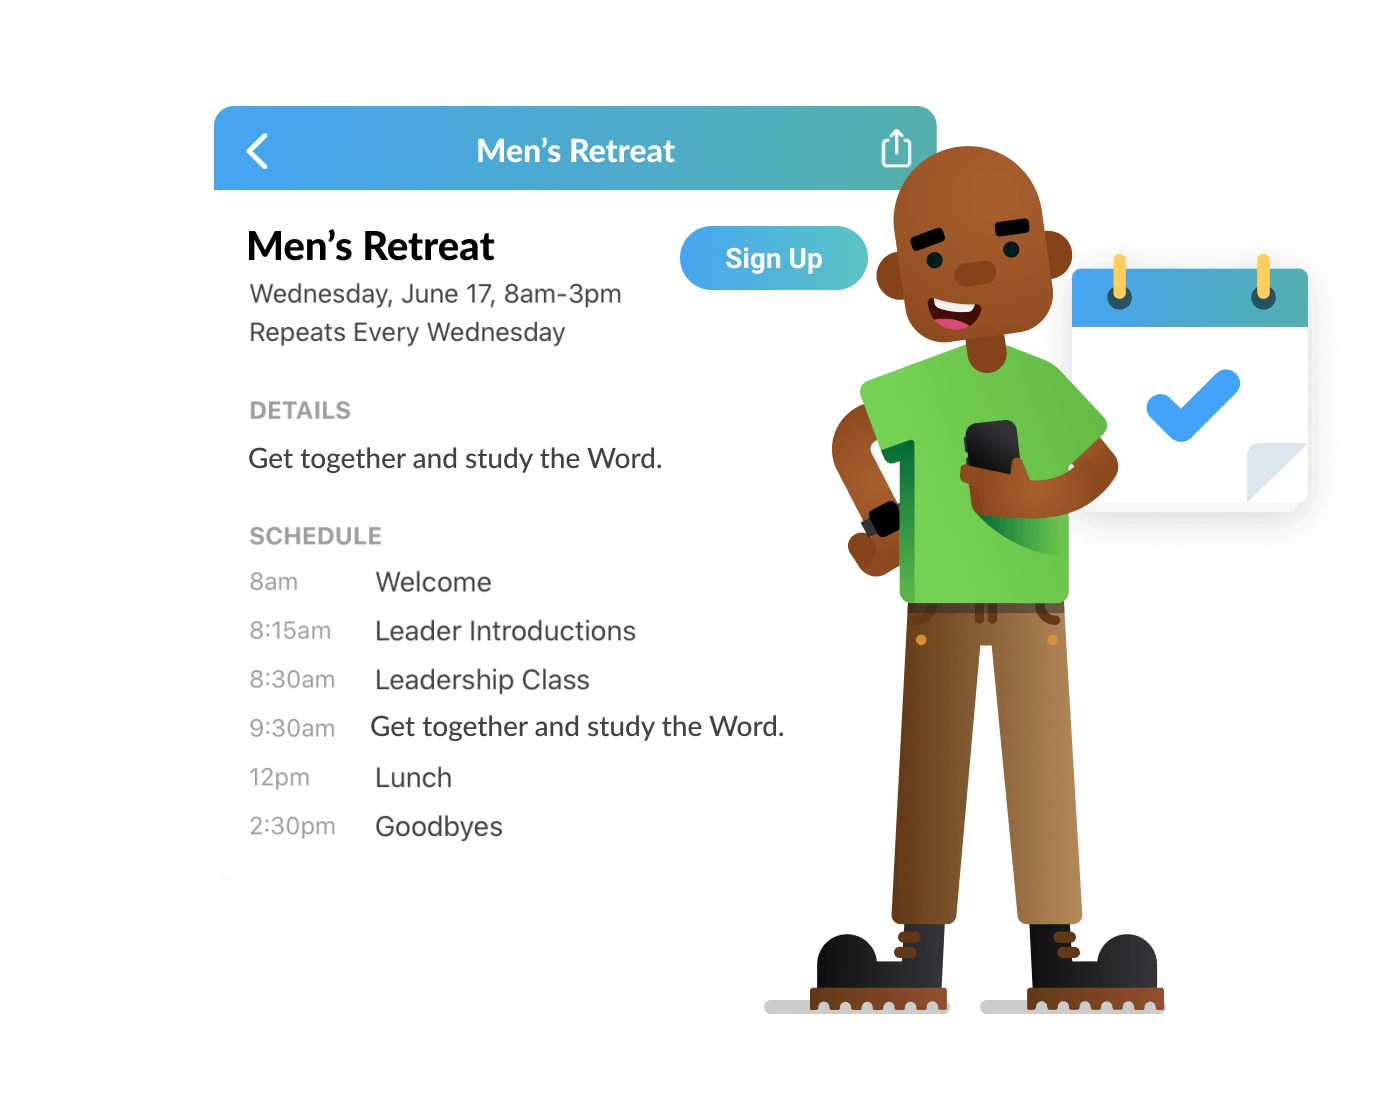 Men’s Retreat
Men’s Retreat
Sign Up
Wednesday, June 17, 8am-3pm
Repeats Every Wednesday
DETAILS
Get together and study the Word.
SCHEDULE
8am Welcome
8:15am Leader Introductions
8:30am Leadership Class
9:30am Get together and study the Word.
12pm Lunch
2:30pm Goodbyes